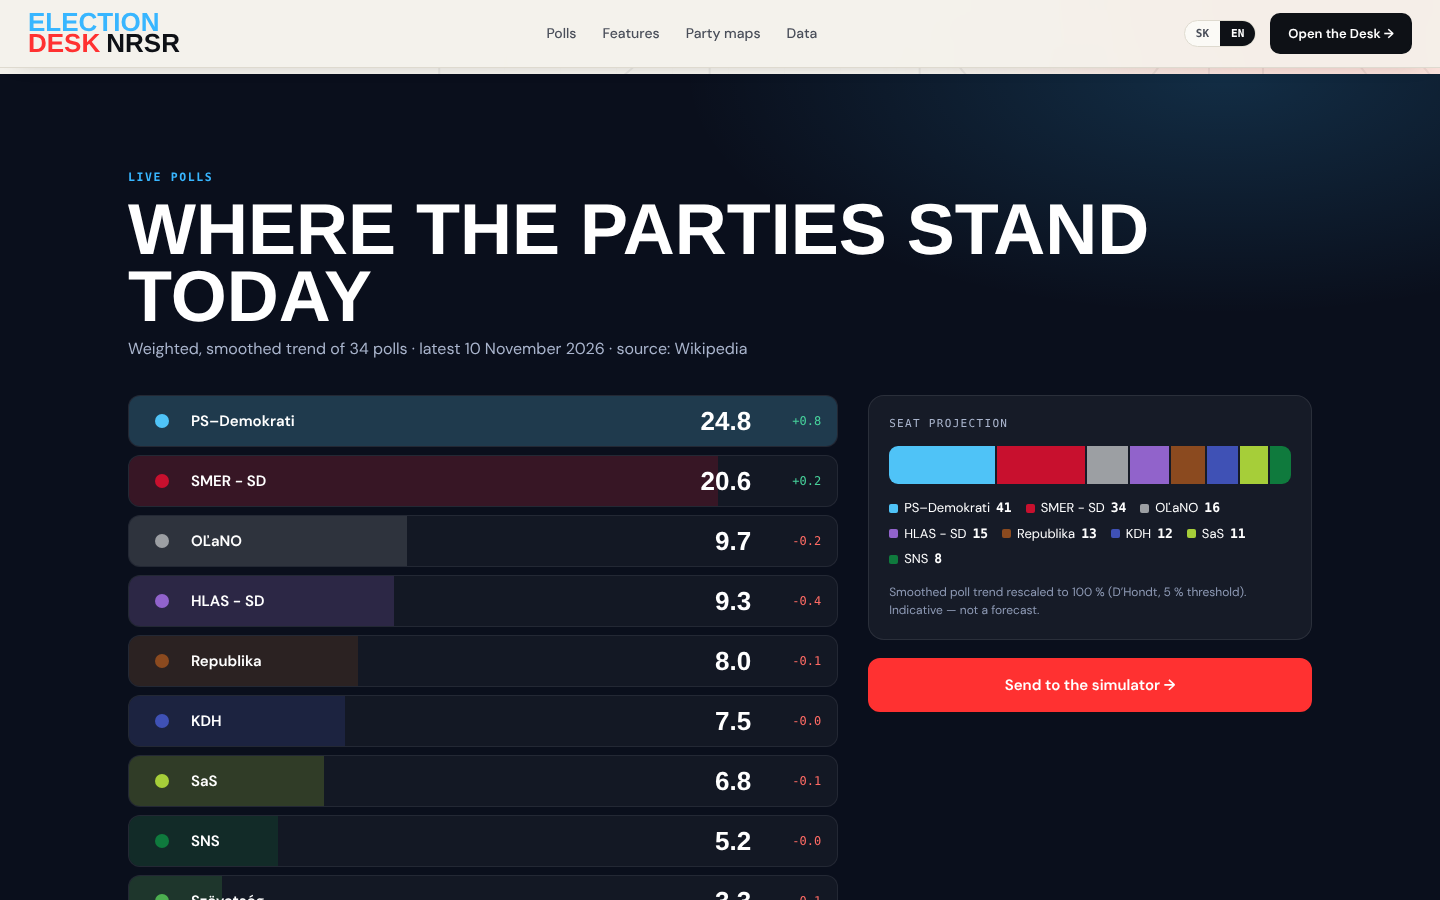 ELECTION
DESK NRSR
Polls Features Party maps Data
SK EN
Open the Desk →
LIVE POLLS
WHERE THE PARTIES STAND
TODAY
Weighted, smoothed trend of 34 polls · latest 10 November 2026 · source: Wikipedia
PS–Demokrati 24.8 +0.8
SMER - SD 20.6 +0.2
OĽaNO 9.7 -0.2
HLAS - SD 9.3 -0.4
Republika 8.0 -0.1
KDH 7.5 -0.0
SaS 6.8 -0.1
SNS 5.2 -0.0
SEAT PROJECTION
PS–Demokrati 41 SMER - SD 34 OĽaNO 16
HLAS - SD 15 Republika 13 KDH 12 SaS 11
SNS 8
Smoothed poll trend rescaled to 100 % (D'Hondt, 5 % threshold).
Indicative — not a forecast.
Send to the simulator →